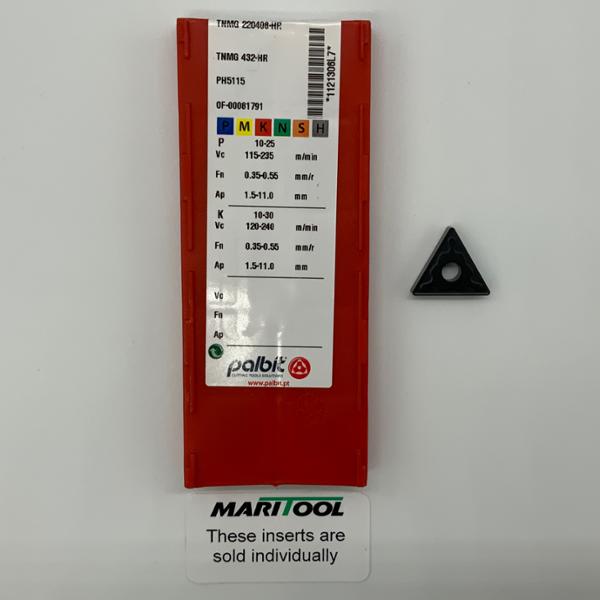 TNMG 220408-HR
TNMG 432-HR
PH5115
OF-00081791
*1121306L7*
P M K N S H
P 10-25
Vc 115-235 m/min
Fn 0.35-0.55 mm/r
Ap 1.5-11.0 mm
K 10-30
Vc 120-240 m/min
Fn 0.35-0.55 mm/r
Ap 1.5-11.0 mm
Vc
Fn
Ap
palbit
CUTTING TOOLS SOLUTIONS
www.palbit.pt
MARITOOL
These inserts are
sold individually